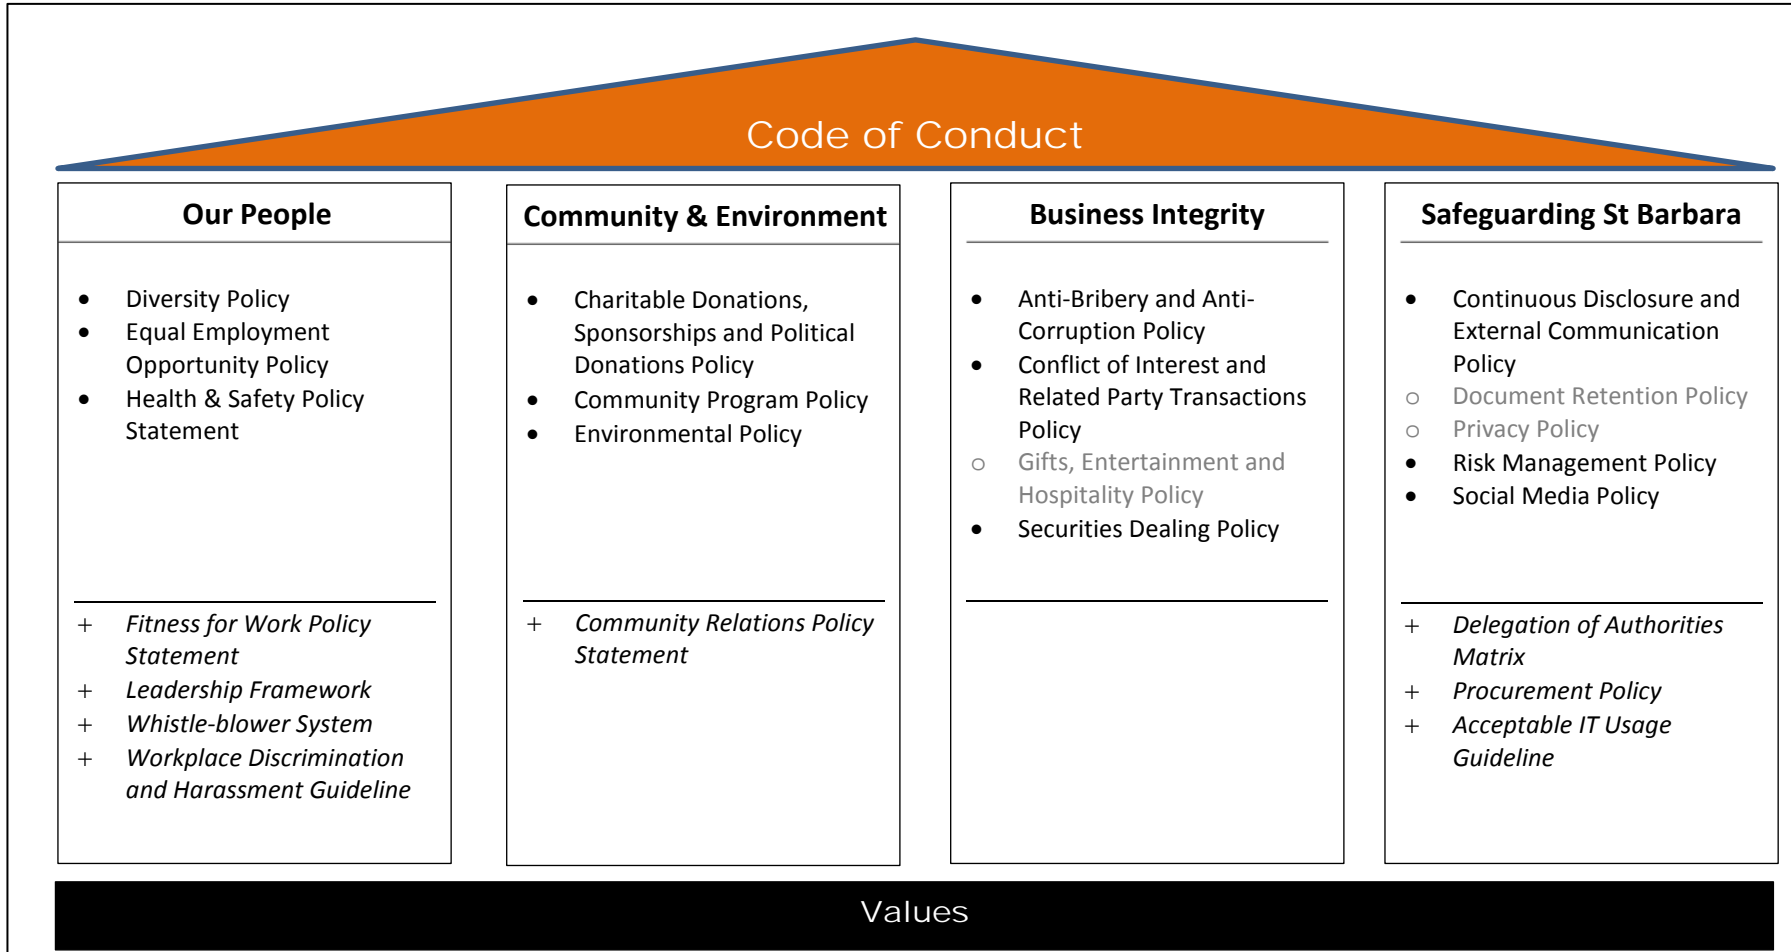 Code of Conduct
Our People
• Diversity Policy
• Equal Employment
Opportunity Policy
• Health & Safety Policy
Statement
+ Fitness for Work Policy
Statement
+ Leadership Framework
+ Whistle-blower System
+ Workplace Discrimination
and Harassment Guideline
Community & Environment
• Charitable Donations,
Sponsorships and Political
Donations Policy
• Community Program Policy
• Environmental Policy
+ Community Relations Policy
Statement
Business Integrity
• Anti-Bribery and Anti-
Corruption Policy
• Conflict of Interest and
Related Party Transactions
Policy
o Gifts, Entertainment and
Hospitality Policy
• Securities Dealing Policy
Safeguarding St Barbara
• Continuous Disclosure and
External Communication
Policy
o Document Retention Policy
o Privacy Policy
• Risk Management Policy
• Social Media Policy
+ Delegation of Authorities
Matrix
+ Procurement Policy
+ Acceptable IT Usage
Guideline
Values